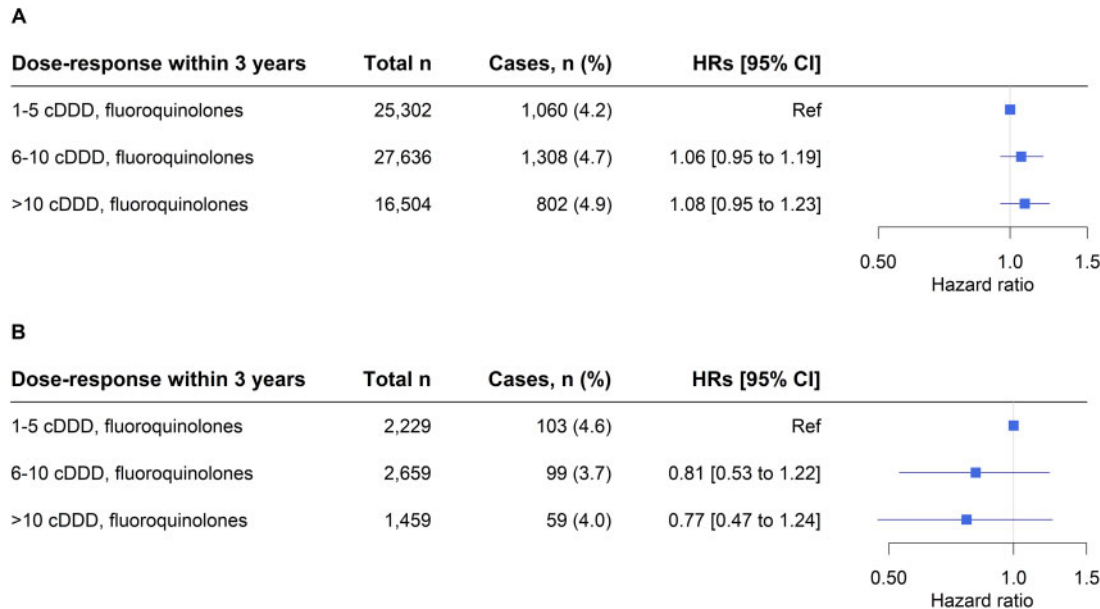 A
Dose-response within 3 years Total n Cases, n (%) HRs [95% CI]
1-5 cDDD, fluoroquinolones 25,302 1,060 (4.2) Ref
6-10 cDDD, fluoroquinolones 27,636 1,308 (4.7) 1.06 [0.95 to 1.19]
>10 cDDD, fluoroquinolones 16,504 802 (4.9) 1.08 [0.95 to 1.23]
0.50 1.0 1.5
Hazard ratio
B
Dose-response within 3 years Total n Cases, n (%) HRs [95% CI]
1-5 cDDD, fluoroquinolones 2,229 103 (4.6) Ref
6-10 cDDD, fluoroquinolones 2,659 99 (3.7) 0.81 [0.53 to 1.22]
>10 cDDD, fluoroquinolones 1,459 59 (4.0) 0.77 [0.47 to 1.24]
0.50 1.0 1.5
Hazard ratio